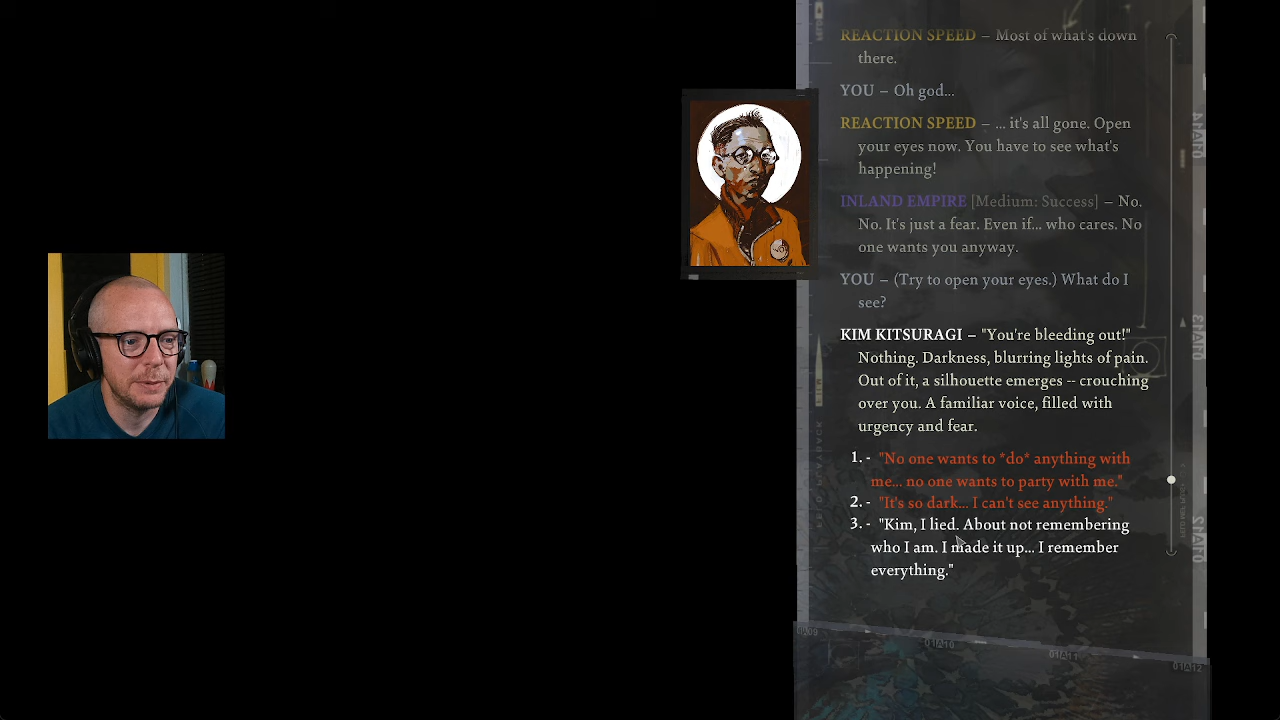 REACTION SPEED – Most of what's down
there.
YOU – Oh god...
REACTION SPEED – ... it's all gone. Open
your eyes now. You have to see what's
happening!
INLAND EMPIRE [Medium: Success] – No.
No. It's just a fear. Even if... who cares. No
one wants you anyway.
YOU – (Try to open your eyes.) What do I
see?
KIM KITSURAGI – "You're bleeding out!"
Nothing. Darkness, blurring lights of pain.
Out of it, a silhouette emerges -- crouching
over you. A familiar voice, filled with
urgency and fear.
1. - "No one wants to *do* anything with
me... no one wants to party with me."
2. - "It's so dark... I can't see anything."
3. - "Kim, I lied. About not remembering
who I am. I made it up... I remember
everything."